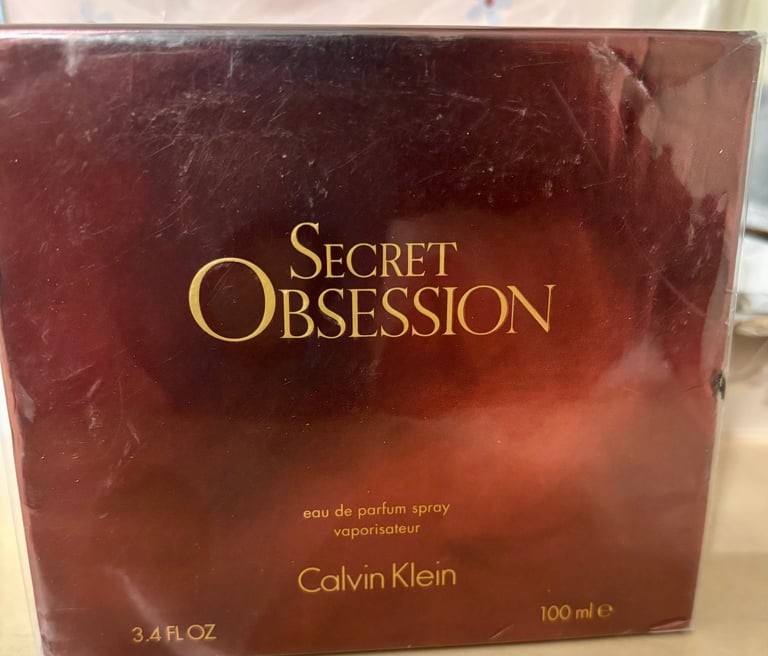 SECRET
OBSESSION
eau de parfum spray
vaporisateur
Calvin Klein
3.4 FL OZ
100 ml ℮